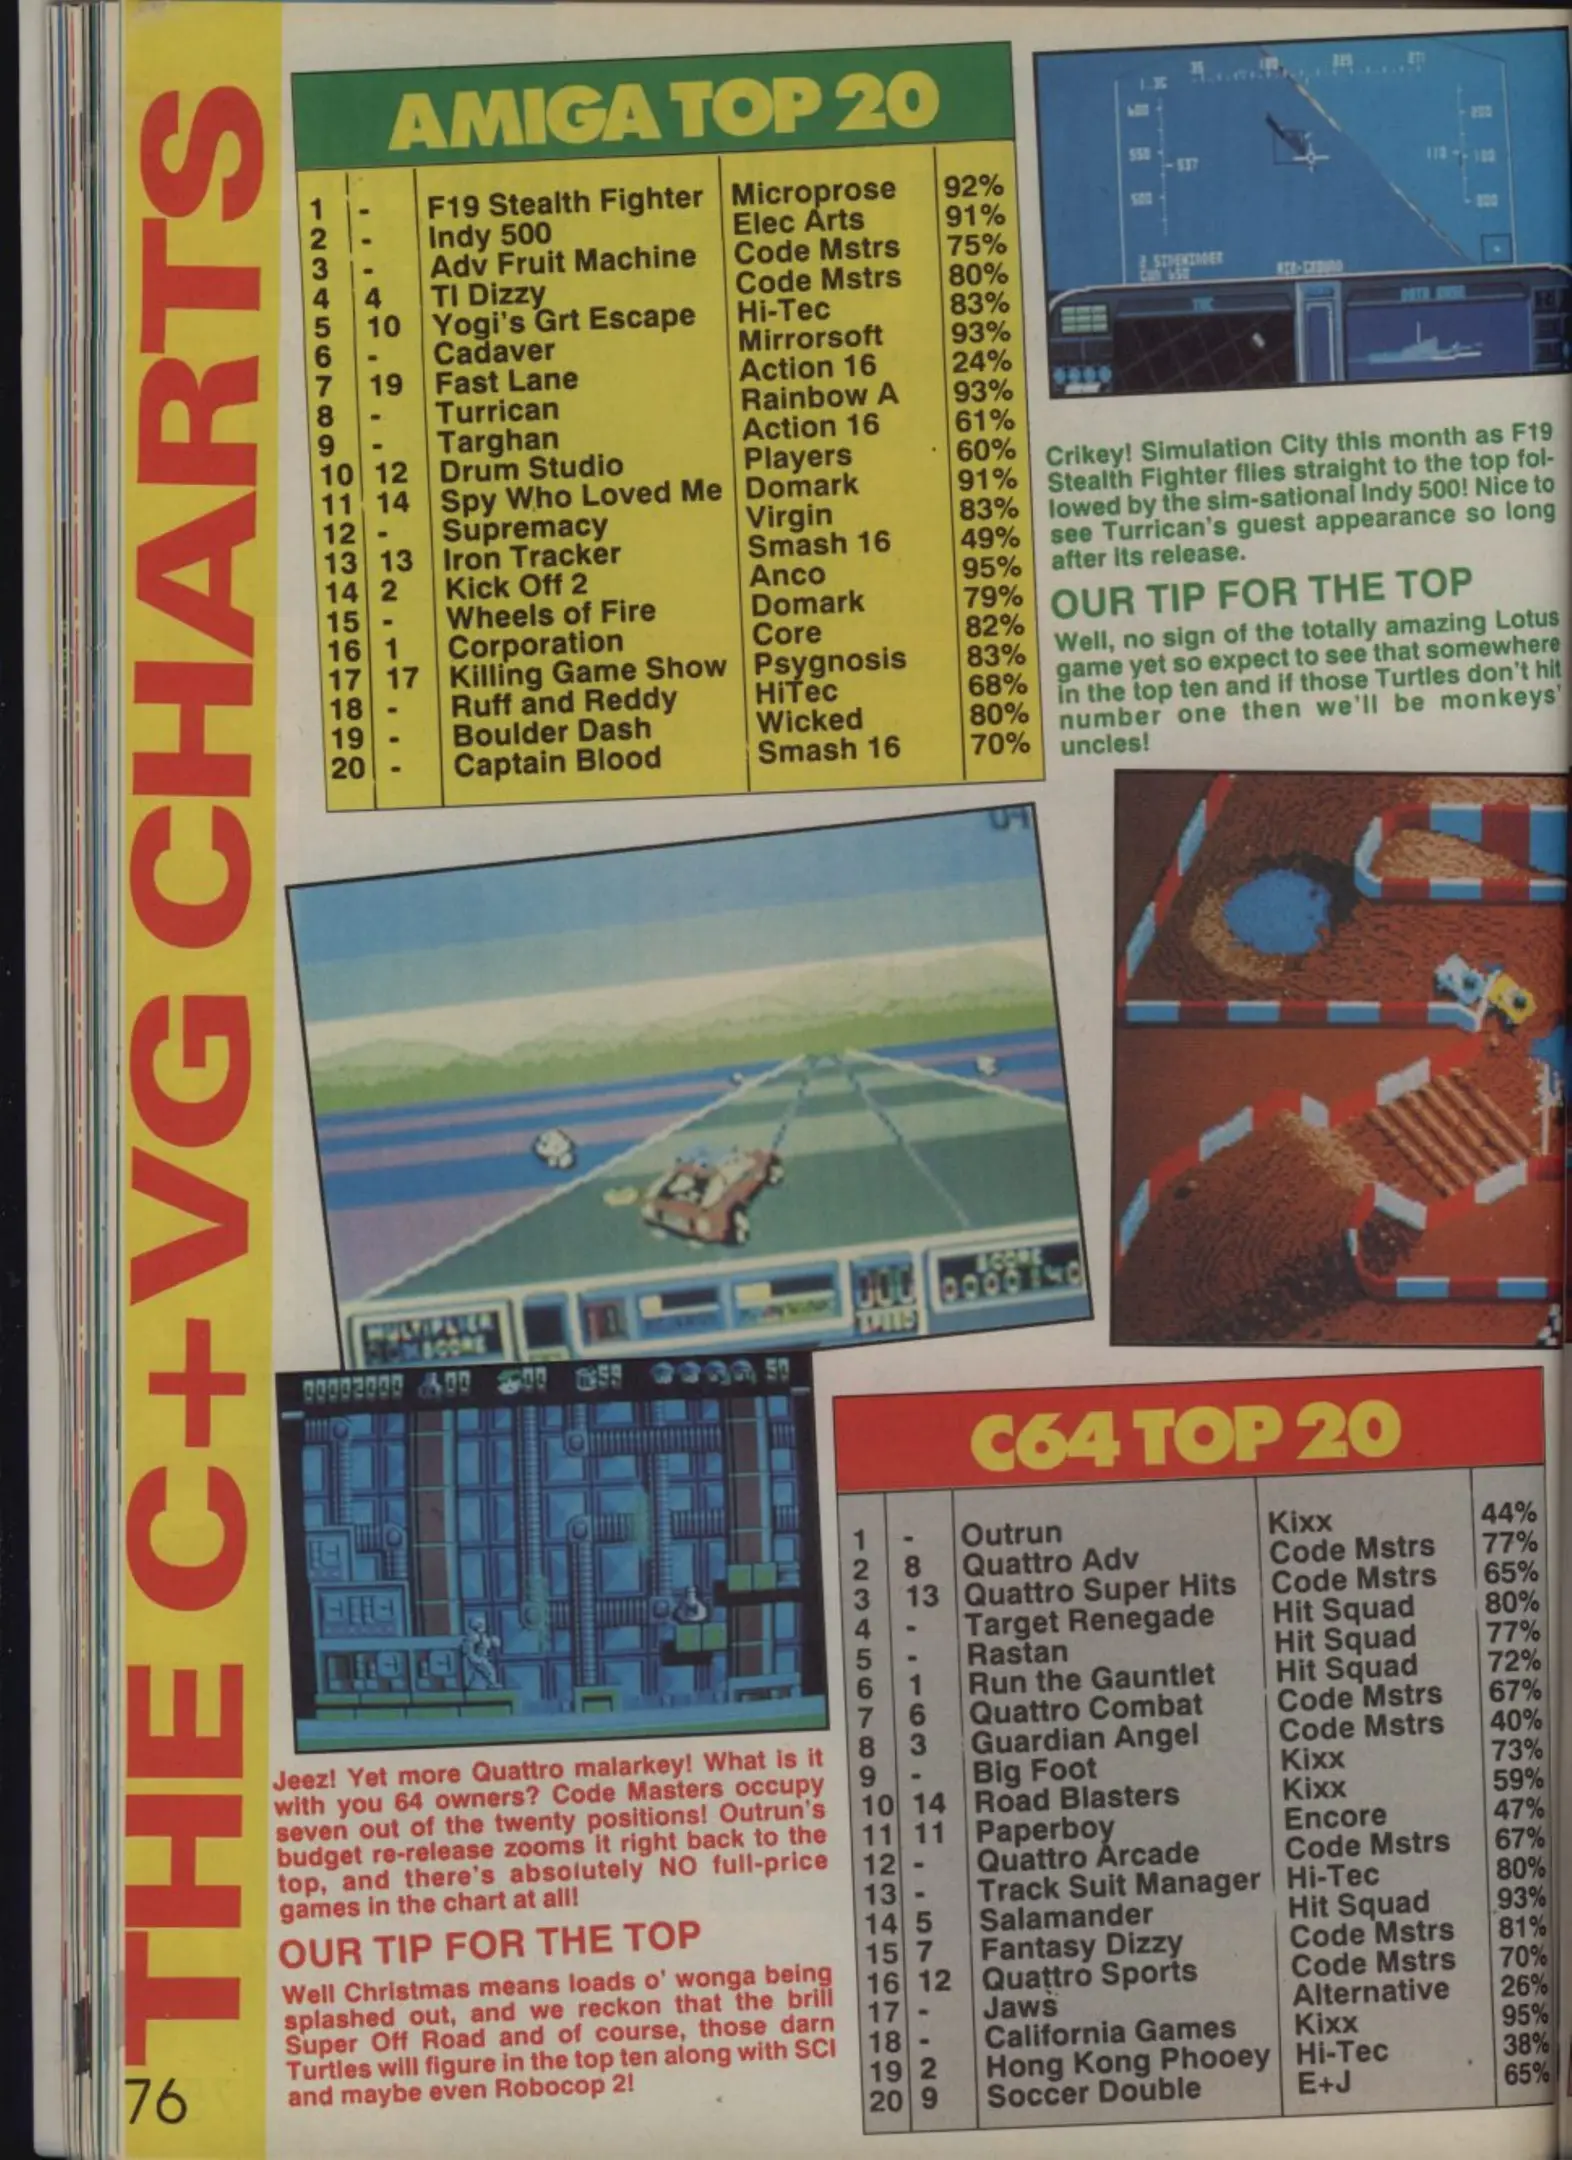 THE C+VG CHARTS
AMIGA TOP 20
1 - F19 Stealth Fighter Microprose 92%
2 - Indy 500 Elec Arts 91%
3 - Adv Fruit Machine Code Mstrs 75%
4 4 TI Dizzy Code Mstrs 80%
5 10 Yogi's Grt Escape Hi-Tec 83%
6 - Cadaver Mirrorsoft 93%
7 19 Fast Lane Action 16 24%
8 - Turrican Rainbow A 93%
9 - Targhan Action 16 61%
10 12 Drum Studio Players 60%
11 14 Spy Who Loved Me Domark 91%
12 - Supremacy Virgin 83%
13 13 Iron Tracker Smash 16 49%
14 2 Kick Off 2 Anco 95%
15 - Wheels of Fire Domark 79%
16 1 Corporation Core 82%
17 17 Killing Game Show Psygnosis 83%
18 - Ruff and Reddy HiTec 68%
19 - Boulder Dash Wicked 80%
20 - Captain Blood Smash 16 70%
Crikey! Simulation City this month as F19
Stealth Fighter flies straight to the top fol-
lowed by the sim-sational Indy 500! Nice to
see Turrican's guest appearance so long
after its release.
OUR TIP FOR THE TOP
Well, no sign of the totally amazing Lotus
game yet so expect to see that somewhere
in the top ten and if those Turtles don't hit
number one then we'll be monkeys'
uncles!
MULTIPLIER
SCORE
SCORE
C64 TOP 20
1 - Outrun Kixx 44%
2 8 Quattro Adv Code Mstrs 77%
3 13 Quattro Super Hits Code Mstrs 65%
4 - Target Renegade Hit Squad 80%
5 - Rastan Hit Squad 77%
6 1 Run the Gauntlet Hit Squad 72%
7 6 Quattro Combat Code Mstrs 67%
8 3 Guardian Angel Code Mstrs 40%
9 - Big Foot Kixx 73%
10 14 Road Blasters Kixx 59%
11 11 Paperboy Encore 47%
12 - Quattro Arcade Code Mstrs 67%
13 - Track Suit Manager Hi-Tec 80%
14 5 Salamander Hit Squad 93%
15 7 Fantasy Dizzy Code Mstrs 81%
16 12 Quattro Sports Code Mstrs 70%
17 - Jaws Alternative 26%
18 - California Games Kixx 95%
19 2 Hong Kong Phooey Hi-Tec 38%
20 9 Soccer Double E+J 65%
Jeez! Yet more Quattro malarkey! What is it
with you 64 owners? Code Masters occupy
seven out of the twenty positions! Outrun's
budget re-release zooms it right back to the
top, and there's absolutely NO full-price
games in the chart at all!
OUR TIP FOR THE TOP
Well Christmas means loads o' wonga being
splashed out, and we reckon that the brill
Super Off Road and of course, those darn
Turtles will figure in the top ten along with SCI
and maybe even Robocop 2!
76